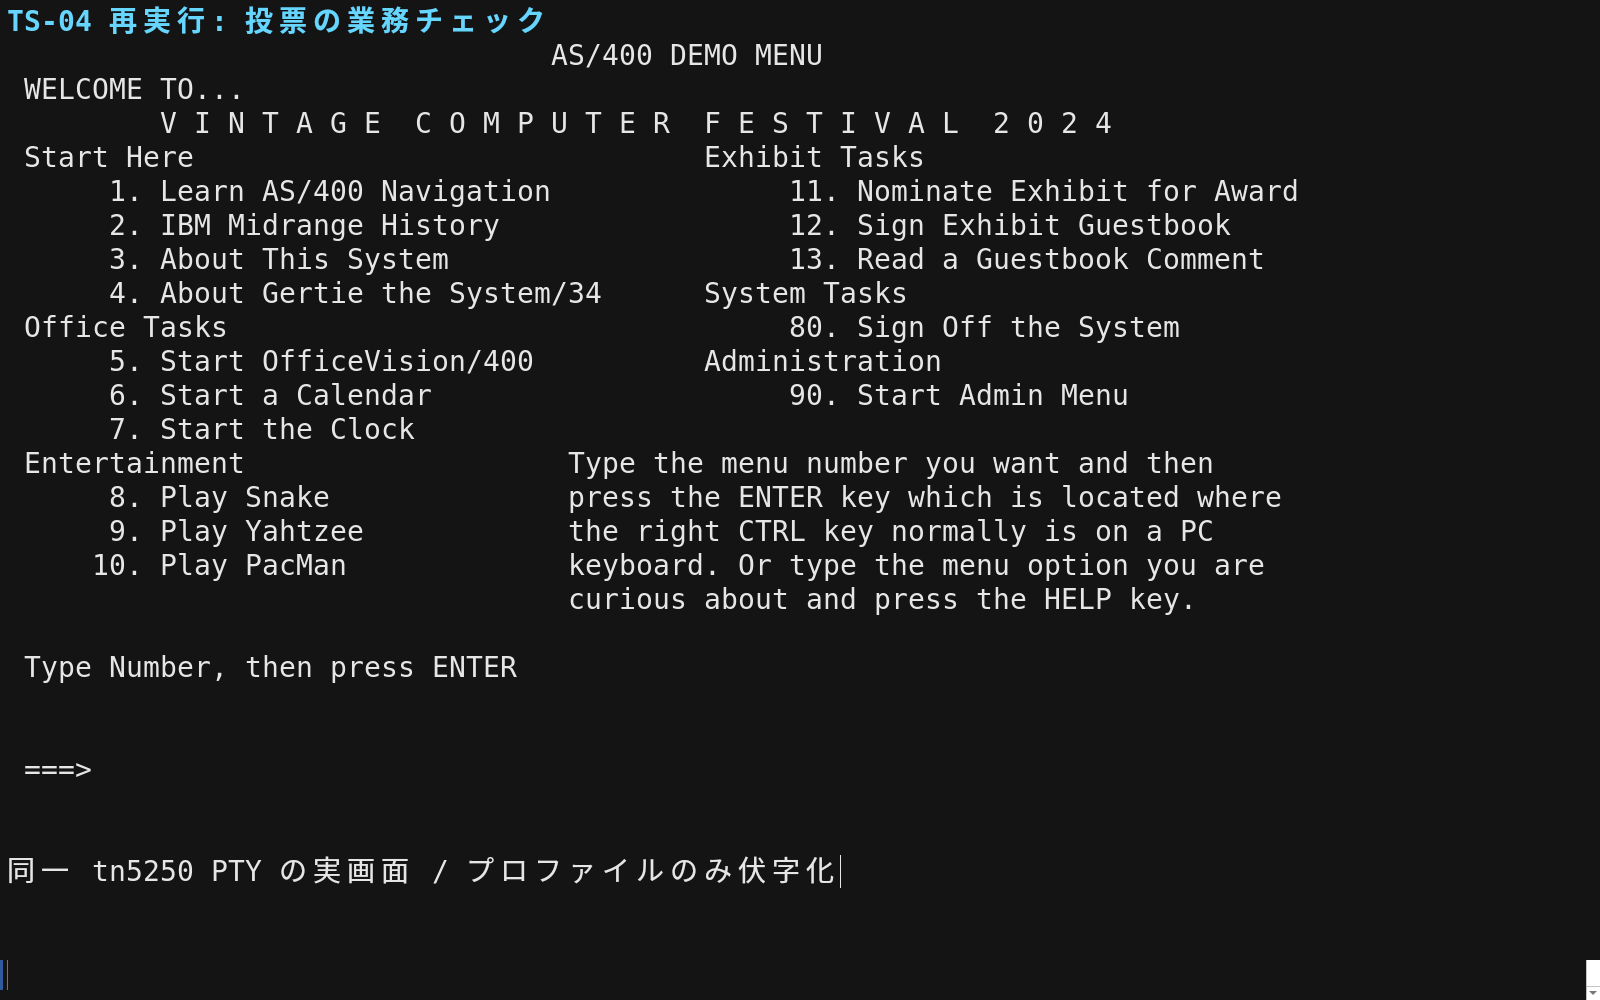 TS-04 再実行: 投票の業務チェック
AS/400 DEMO MENU
WELCOME TO...
V I N T A G E  C O M P U T E R  F E S T I V A L  2 0 2 4
Start Here                              Exhibit Tasks
1. Learn AS/400 Navigation              11. Nominate Exhibit for Award
2. IBM Midrange History                 12. Sign Exhibit Guestbook
3. About This System                    13. Read a Guestbook Comment
4. About Gertie the System/34      System Tasks
Office Tasks                                 80. Sign Off the System
5. Start OfficeVision/400          Administration
6. Start a Calendar                     90. Start Admin Menu
7. Start the Clock
Entertainment                   Type the menu number you want and then
8. Play Snake              press the ENTER key which is located where
9. Play Yahtzee            the right CTRL key normally is on a PC
10. Play PacMan             keyboard. Or type the menu option you are
curious about and press the HELP key.
Type Number, then press ENTER
===>
同一 tn5250 PTY の実画面 / プロファイルのみ伏字化